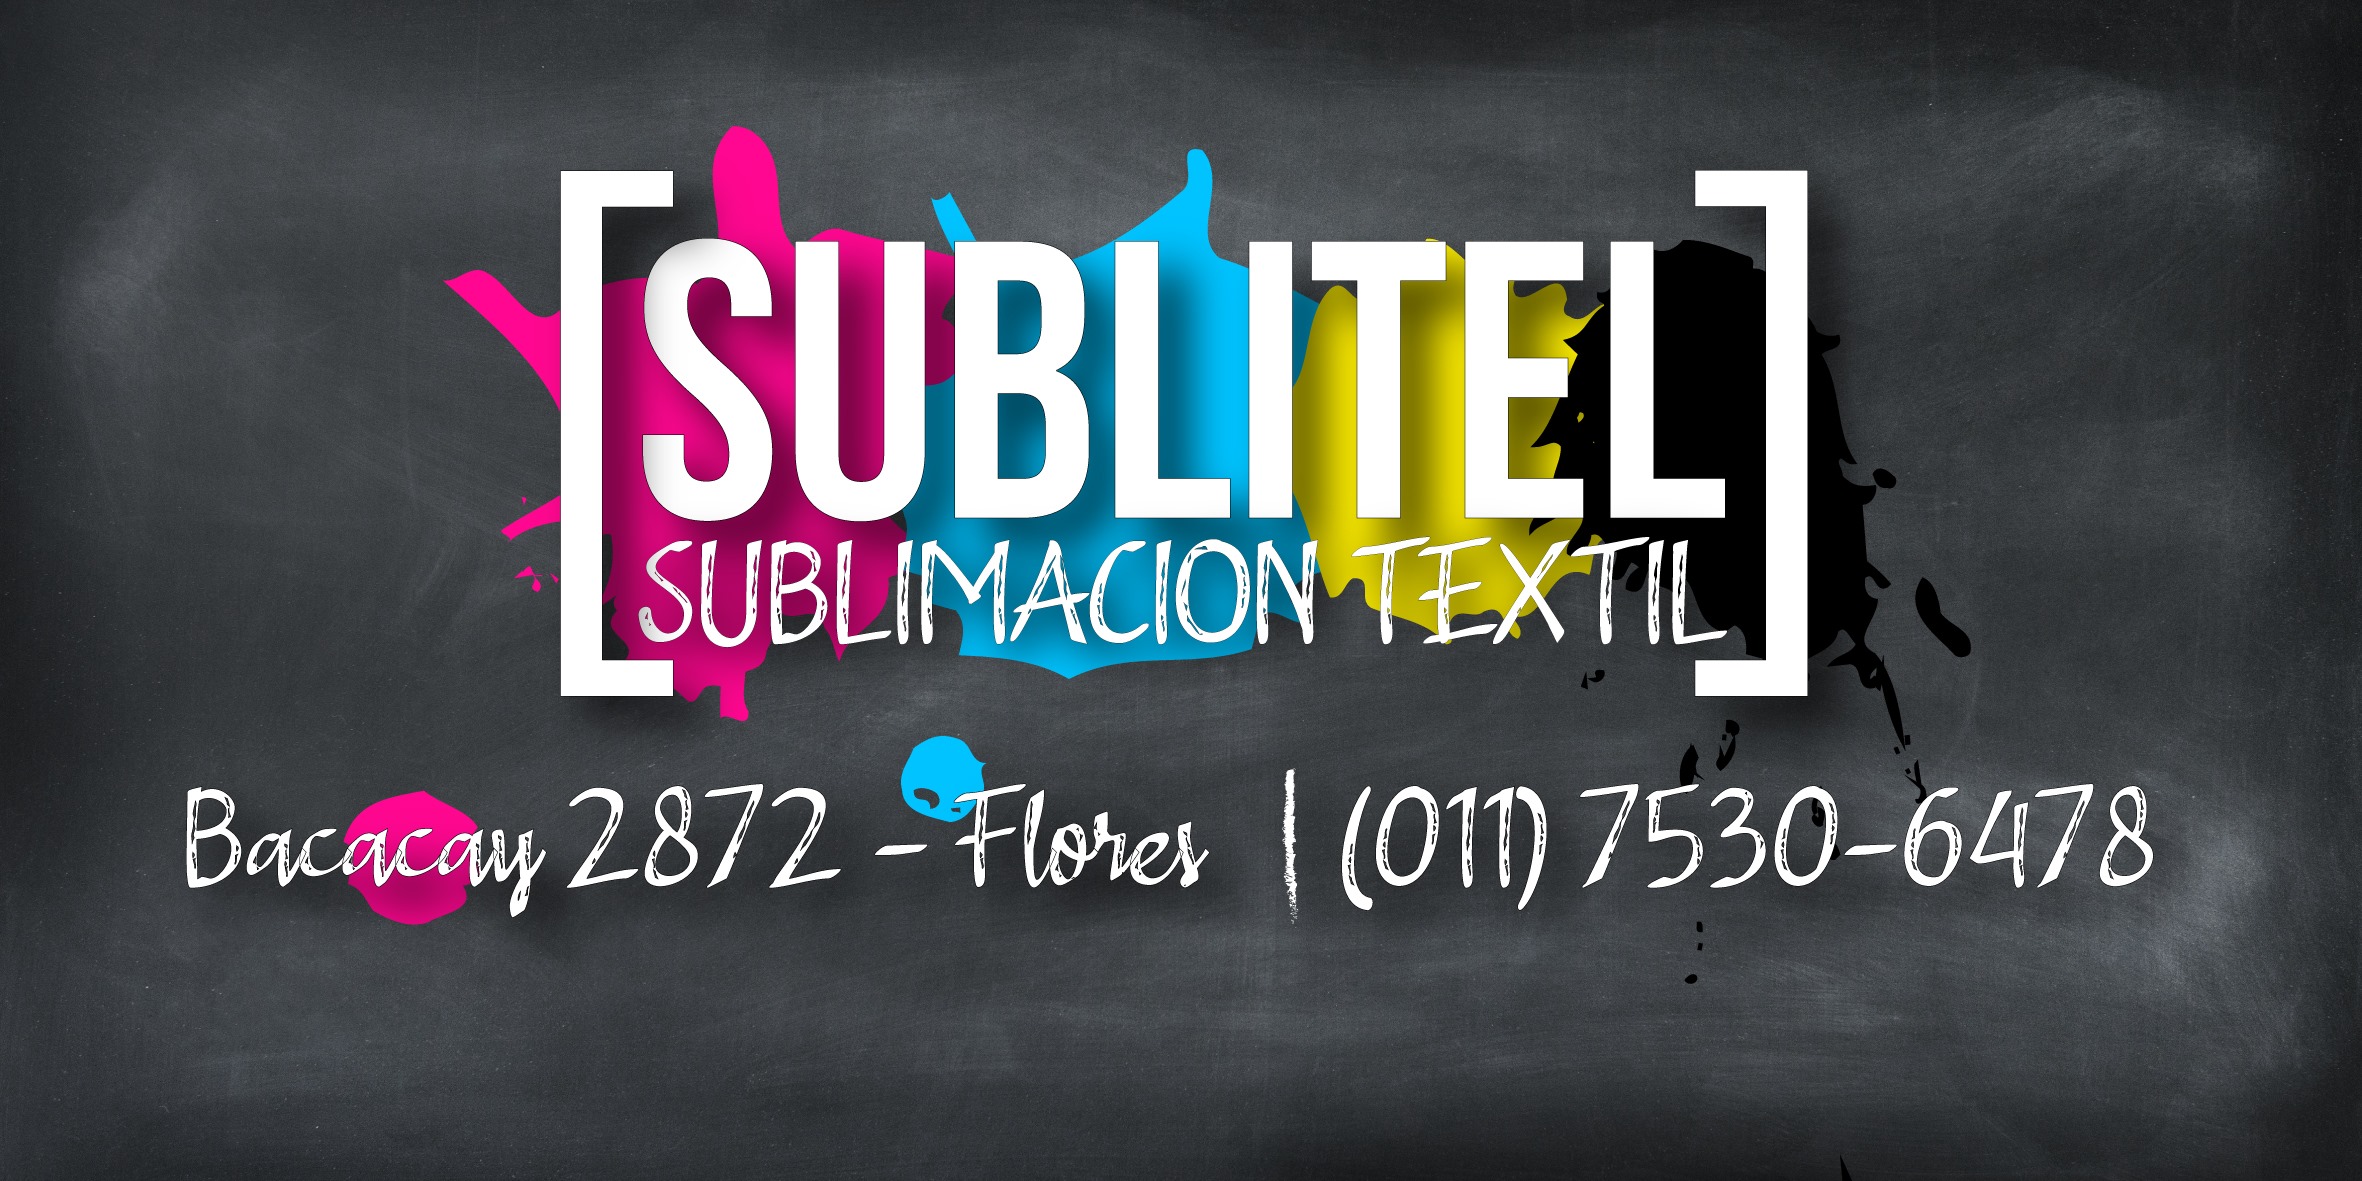 [SUBLITEL]
SUBLIMACION TEXTIL
Bacacay 2872 - Flores | (011) 7530-6478